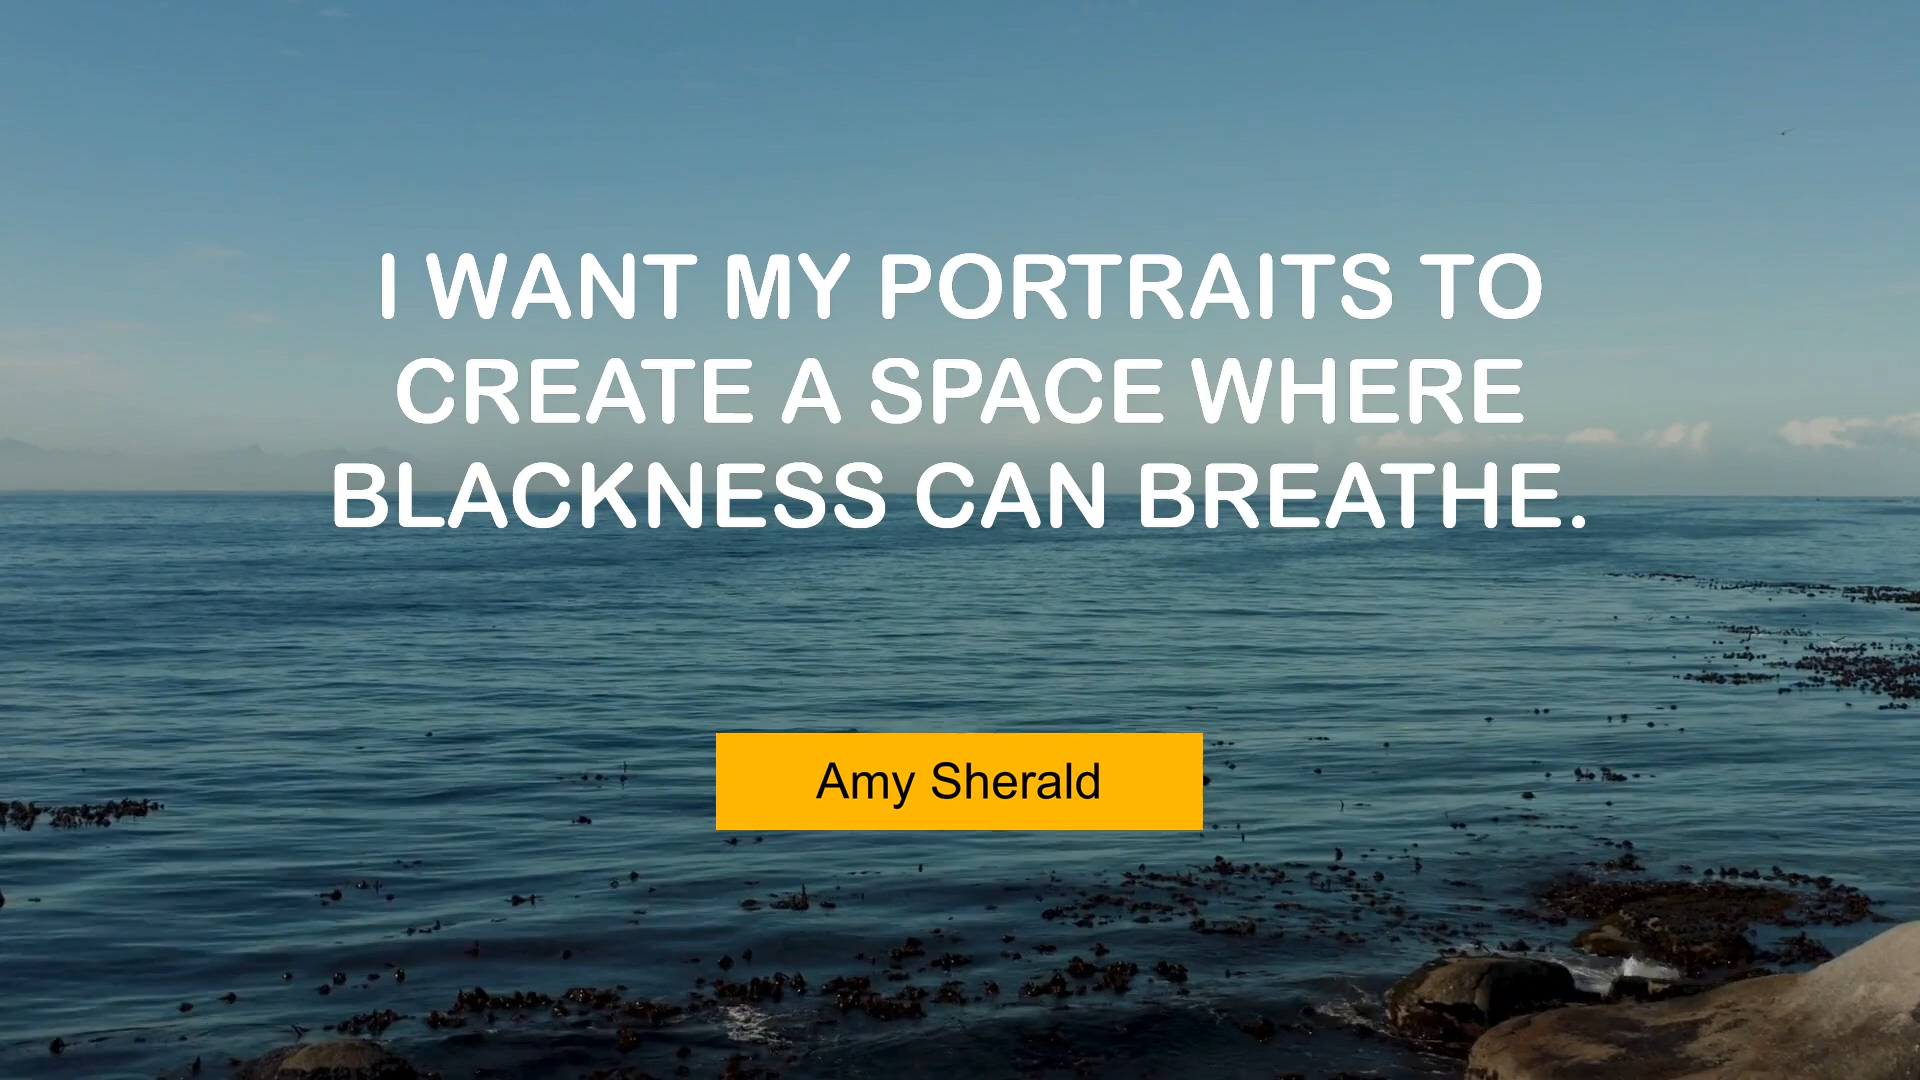 I WANT MY PORTRAITS TO
CREATE A SPACE WHERE
BLACKNESS CAN BREATHE.
Amy Sherald